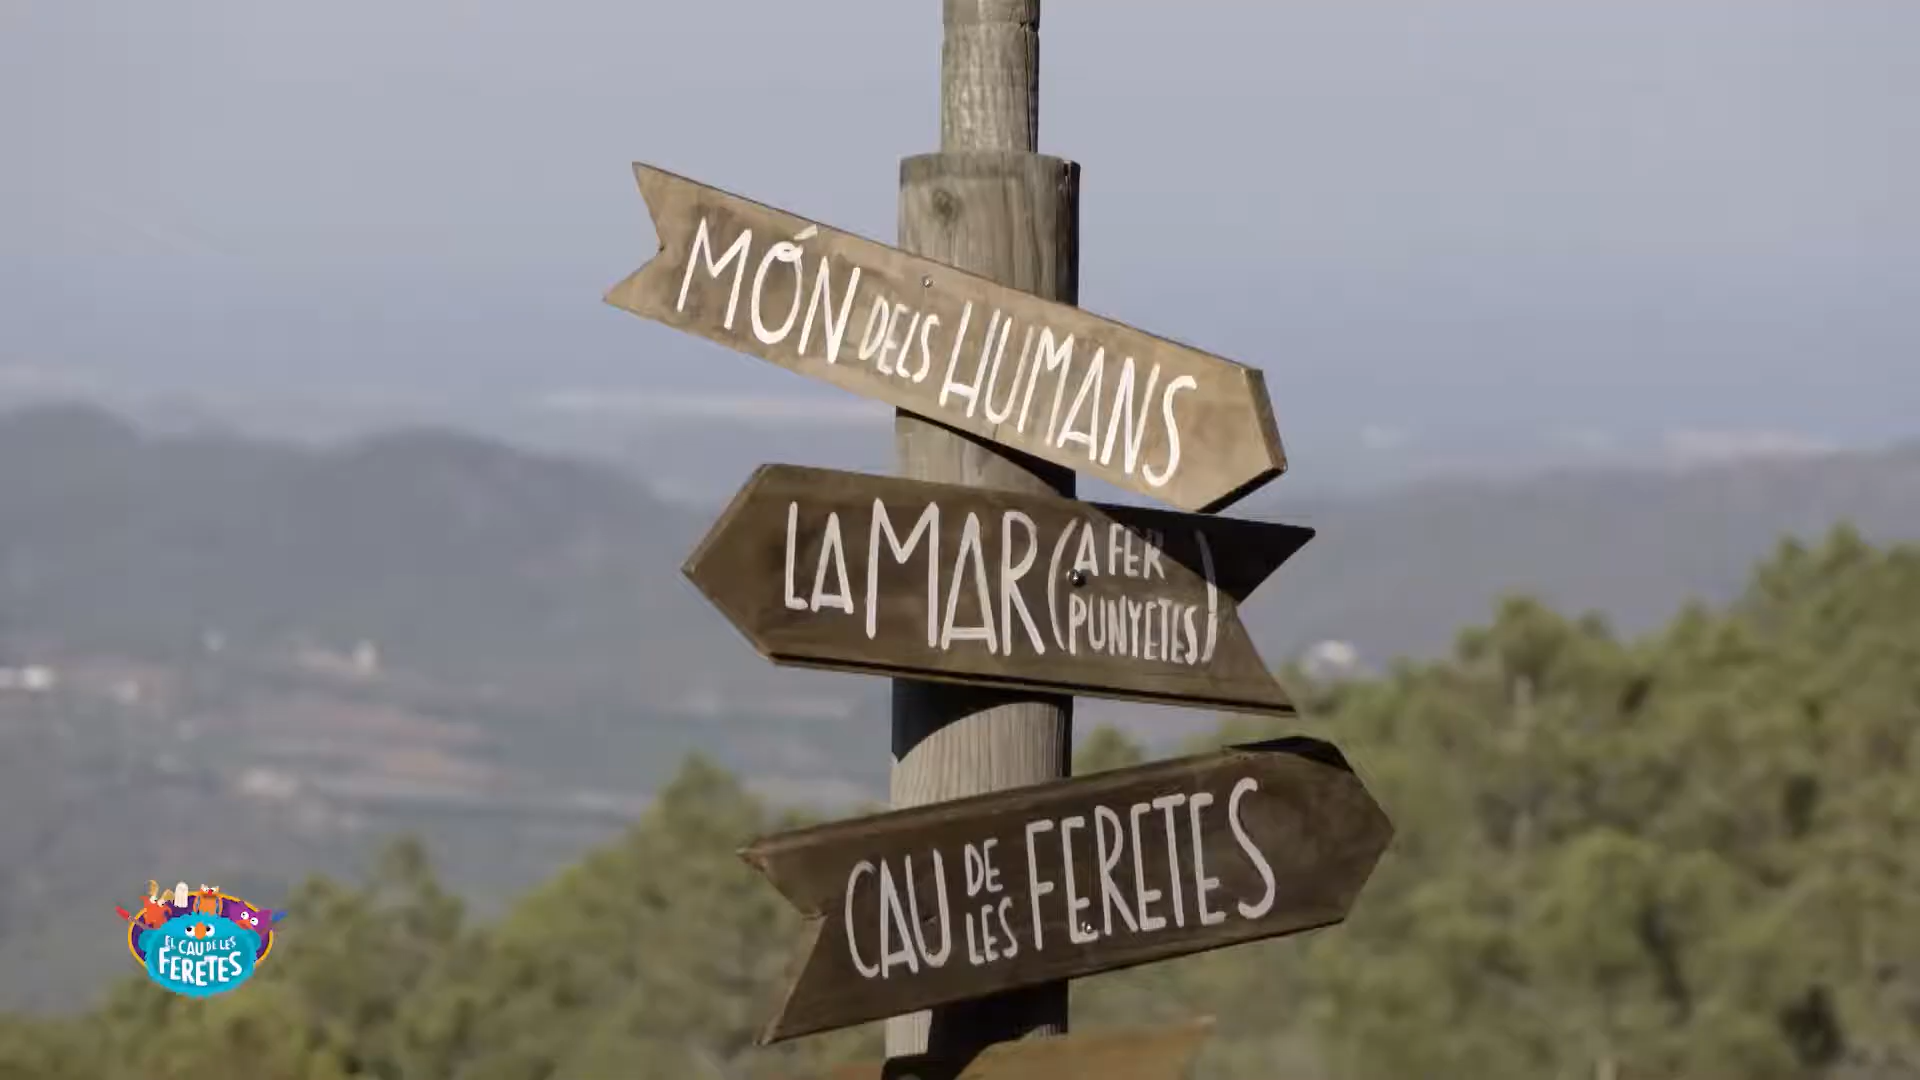 MÓN DELS HUMANS
LA MAR (A FER
PUNYETES)
CAU DE
LES FERETES
EL CAU DE LES
FERETES